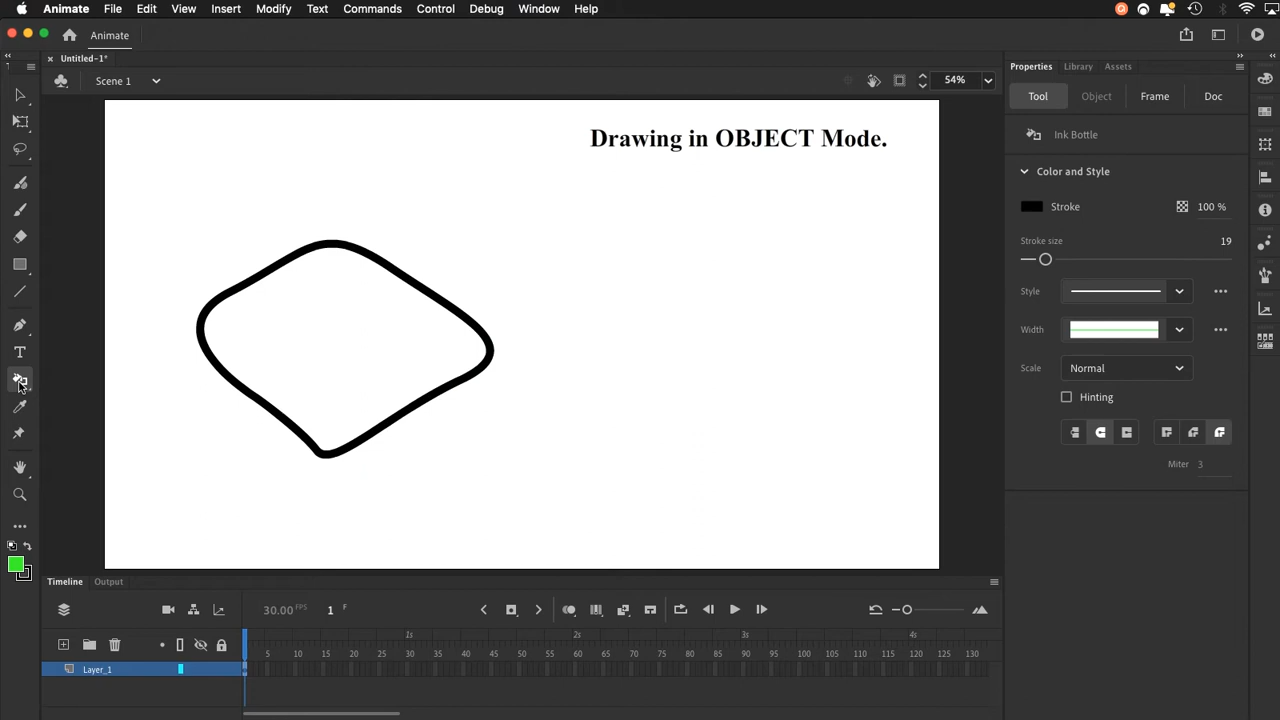 Animate File Edit View Insert Modify Text Commands Control Debug Window Help
Animate
Untitled-1*
Scene 1
54%
Drawing in OBJECT Mode.
Properties Library Assets
Tool Object Frame Doc
Ink Bottle
Color and Style
Stroke 100 %
Stroke size 19
Style
Width
Scale Normal
Hinting
Miter 3
Timeline Output
30.00 FPS 1 F
1s 2s 3s 4s
5 10 15 20 25 30 35 40 45 50 55 60 65 70 75 80 85 90 95 100 105 110 115 120 125 130
Layer_1